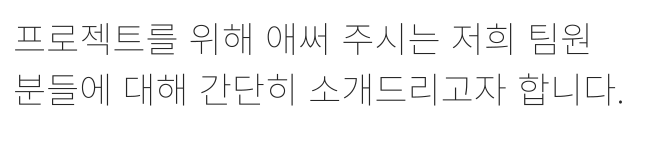 프로젝트를 위해 애써 주시는 저희 팀원
분들에 대해 간단히 소개드리고자 합니다.